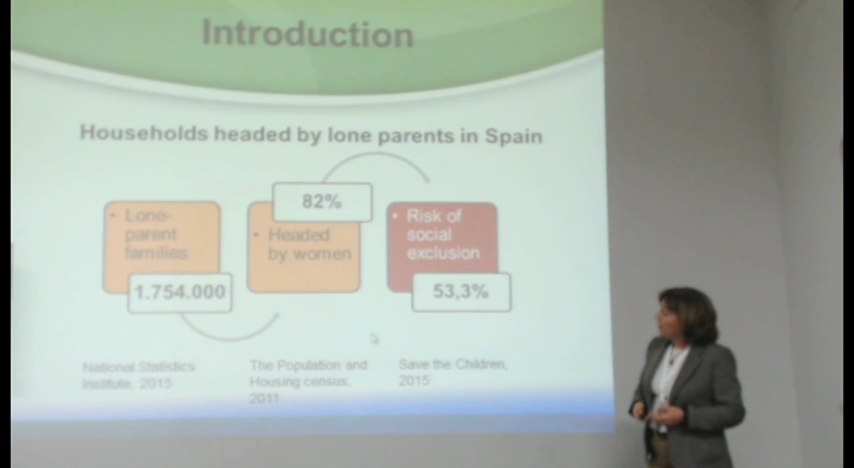 Introduction
Households headed by lone parents in Spain
• Lone-
parent
families
1.754.000
82%
• Headed
by women
• Risk of
social
exclusion
53,3%
National Statistics
Institute, 2015
The Population and
Housing census,
2011
Save the Children,
2015